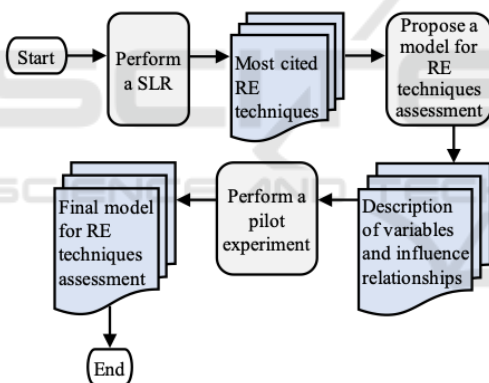 Start
Perform
a SLR
Most cited
RE
techniques
Propose a
model for
RE
techniques
assessment
Description
of variables
and influence
relationships
Perform a
pilot
experiment
Final model
for RE
techniques
assessment
End